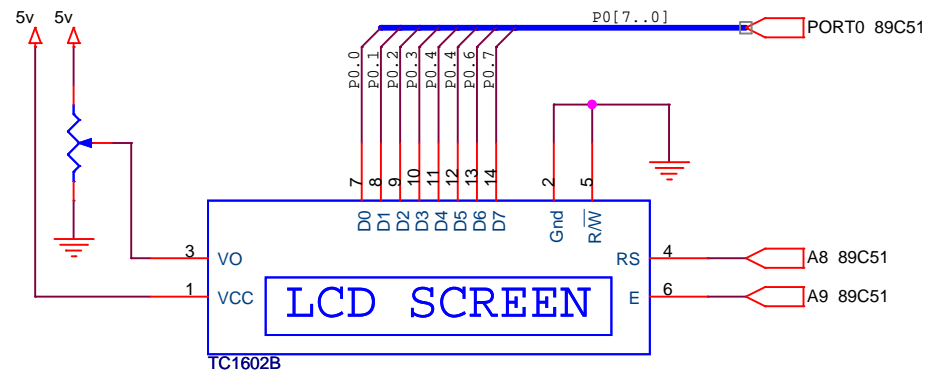 5v 5v
P0[7..0]
PORT0 89C51
P0.0
P0.1
P0.2
P0.3
P0.4
P0.4
P0.6
P0.7
7
8
9
10
11
12
13
14
2
5
D0
D1
D2
D3
D4
D5
D6
D7
Gnd
R/W
3 VO
RS 4
A8 89C51
1 VCC
E 6
A9 89C51
LCD SCREEN
TC1602B